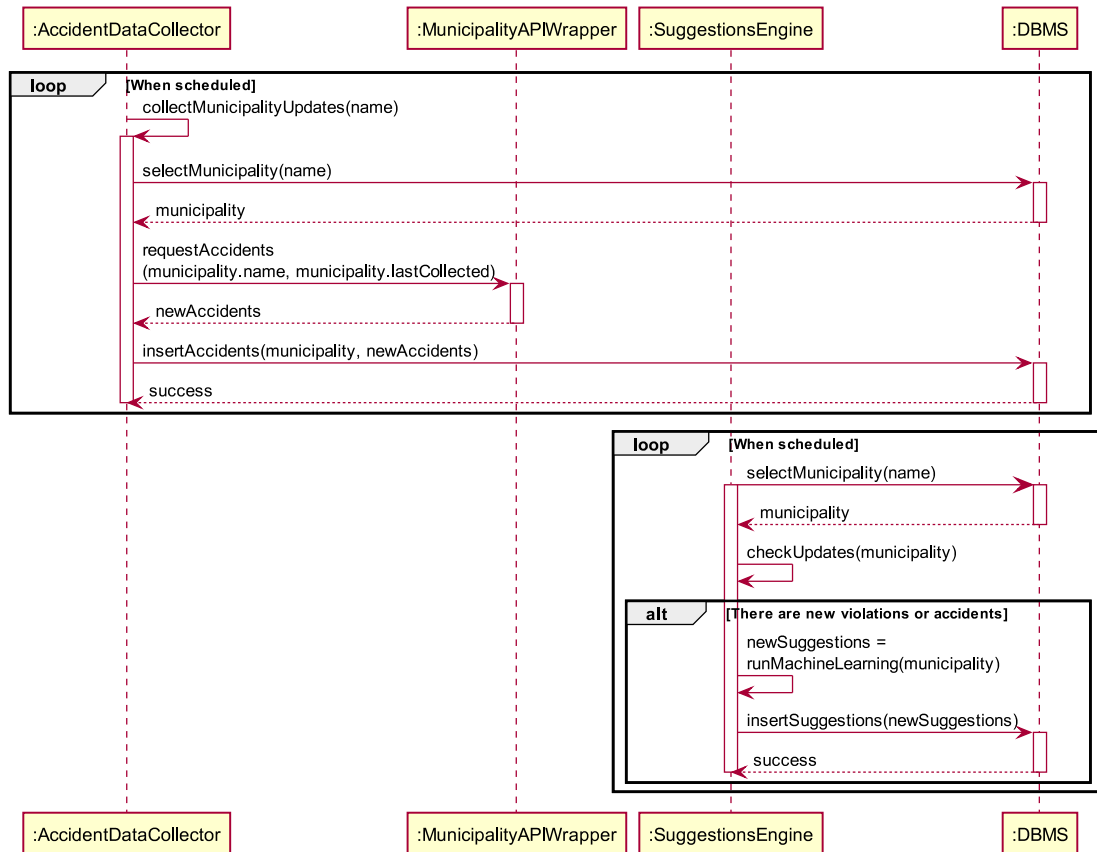 :AccidentDataCollector
:MunicipalityAPIWrapper
:SuggestionsEngine
:DBMS
loop
[When scheduled]
collectMunicipalityUpdates(name)
selectMunicipality(name)
municipality
requestAccidents
(municipality.name, municipality.lastCollected)
newAccidents
insertAccidents(municipality, newAccidents)
success
loop
[When scheduled]
selectMunicipality(name)
municipality
checkUpdates(municipality)
alt
[There are new violations or accidents]
newSuggestions =
runMachineLearning(municipality)
insertSuggestions(newSuggestions)
success
:AccidentDataCollector
:MunicipalityAPIWrapper
:SuggestionsEngine
:DBMS